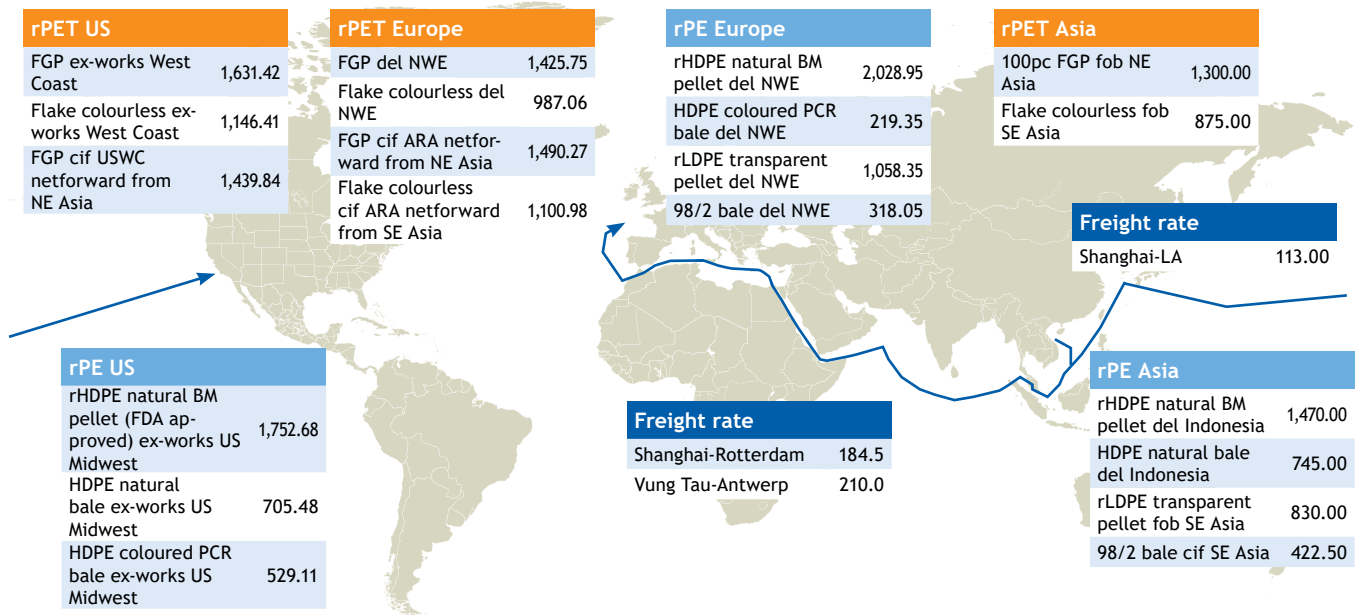 rPET US
FGP ex-works West
Coast
1,631.42
Flake colourless ex-
works West Coast
1,146.41
FGP cif USWC
netforward from
NE Asia
1,439.84
rPET Europe
FGP del NWE
1,425.75
Flake colourless del
NWE
987.06
FGP cif ARA netfor-
ward from NE Asia
1,490.27
Flake colourless
cif ARA netforward
from SE Asia
1,100.98
rPE Europe
rHDPE natural BM
pellet del NWE
2,028.95
HDPE coloured PCR
bale del NWE
219.35
rLDPE transparent
pellet del NWE
1,058.35
98/2 bale del NWE
318.05
rPET Asia
100pc FGP fob NE
Asia
1,300.00
Flake colourless fob
SE Asia
875.00
Freight rate
Shanghai-LA
113.00
rPE US
rHDPE natural BM
pellet (FDA ap-
proved) ex-works US
Midwest
1,752.68
HDPE natural
bale ex-works US
Midwest
705.48
HDPE coloured PCR
bale ex-works US
Midwest
529.11
Freight rate
Shanghai-Rotterdam
184.5
Vung Tau-Antwerp
210.0
rPE Asia
rHDPE natural BM
pellet del Indonesia
1,470.00
HDPE natural bale
del Indonesia
745.00
rLDPE transparent
pellet fob SE Asia
830.00
98/2 bale cif SE Asia
422.50